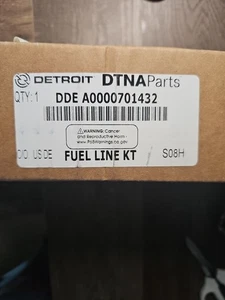 DETROIT DTNAParts
QTY: 1 DDE A0000701432
WARNING: Cancer
and Reproductive Harm -
www.P65Warnings.ca.gov
US DE FUEL LINE KT S08H